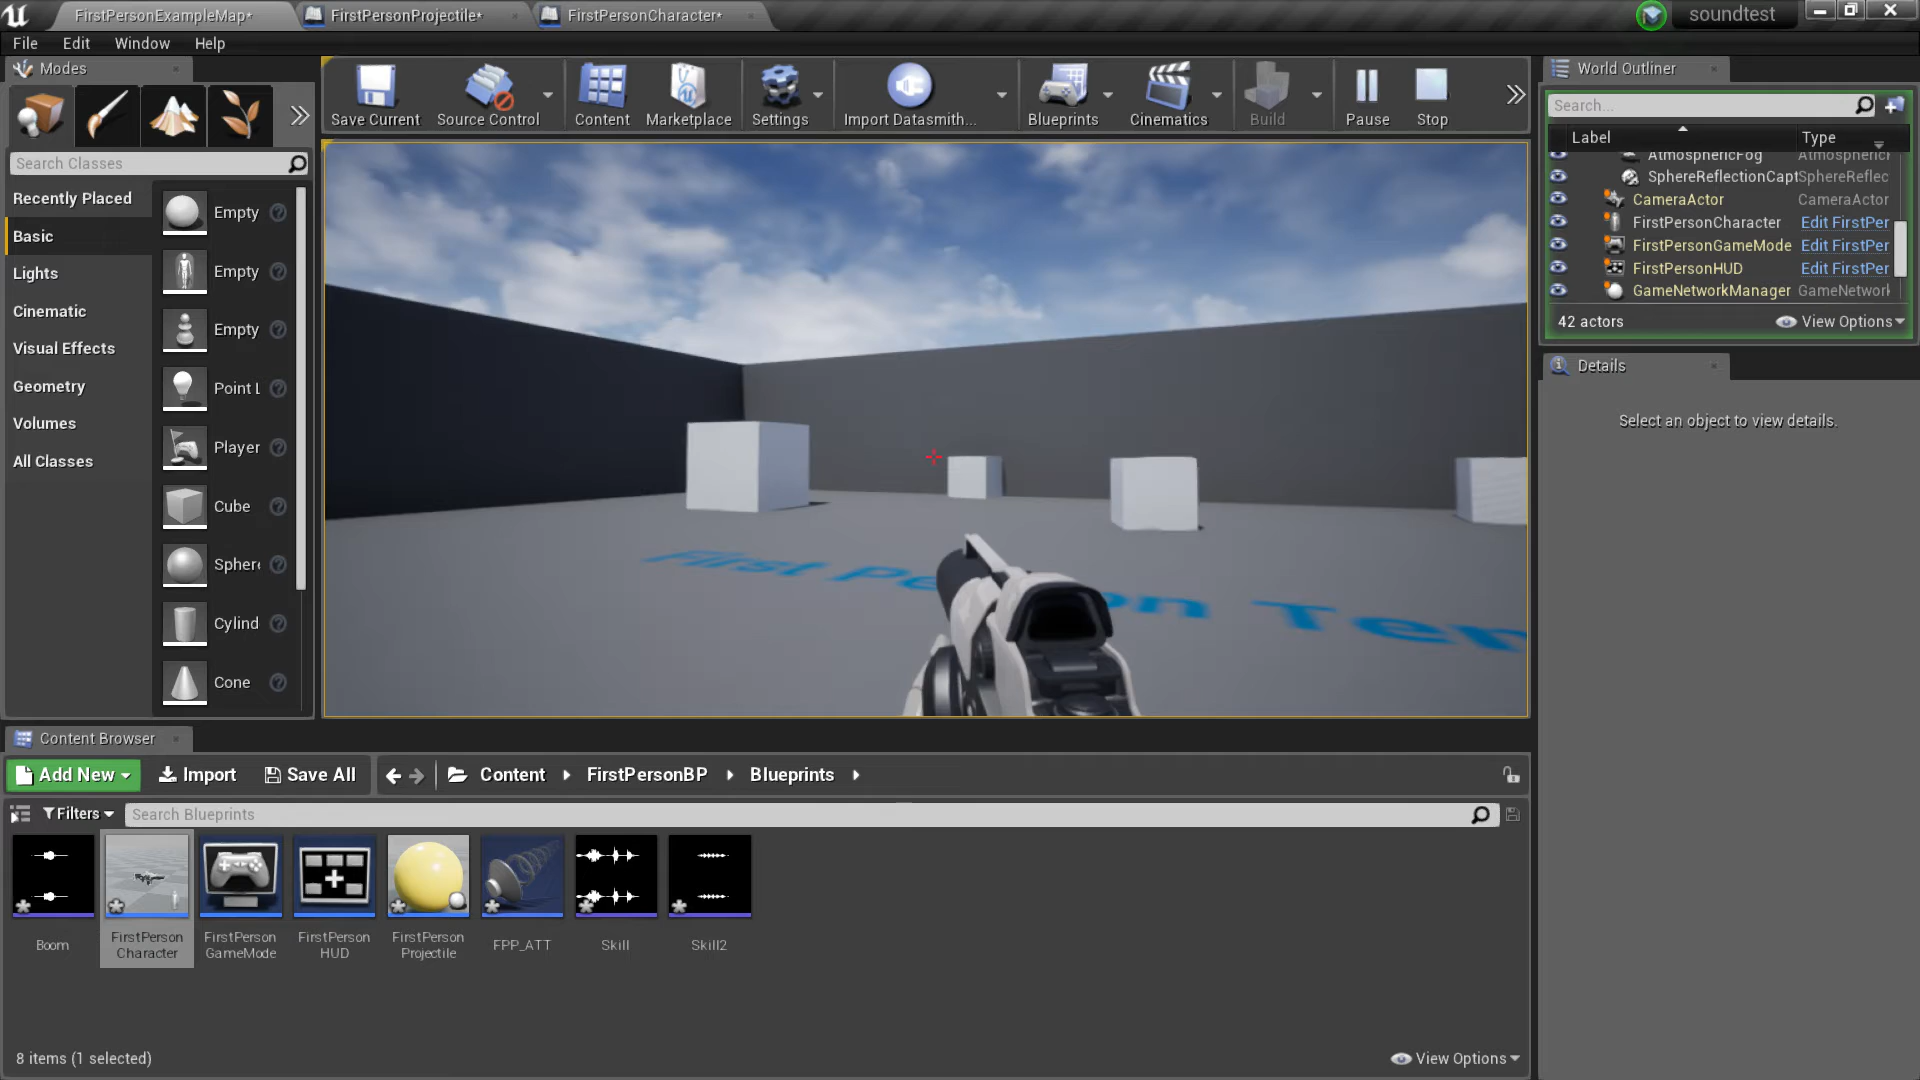 FirstPersonExampleMap*
FirstPersonProjectile*
FirstPersonCharacter*
soundtest
File
Edit
Window
Help
Modes
Save Current
Source Control
Content
Marketplace
Settings
Import Datasmith...
Blueprints
Cinematics
Build
Pause
Stop
World Outliner
Search...
Label
Type
AtmosphericFog
Atmospheric
SphereReflectionCapt
SphereReflec
CameraActor
CameraActor
FirstPersonCharacter
Edit FirstPer
FirstPersonGameMode
Edit FirstPer
FirstPersonHUD
Edit FirstPer
GameNetworkManager
GameNetwork
42 actors
View Options
Details
Select an object to view details.
Search Classes
Recently Placed
Basic
Lights
Cinematic
Visual Effects
Geometry
Volumes
All Classes
Empty
Empty
Empty
Point L
Player
Cube
Sphere
Cylind
Cone
First Pe on Ter
Content Browser
Add New
Import
Save All
Content
FirstPersonBP
Blueprints
Filters
Search Blueprints
Boom
FirstPerson
Character
FirstPerson
GameMode
FirstPerson
HUD
FirstPerson
Projectile
FPP_ATT
Skill
Skill2
8 items (1 selected)
View Options